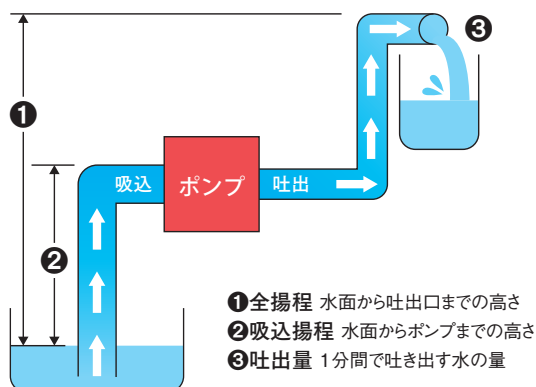 ❶
❸
吸込
ポンプ
吐出
❷
❶全揚程 水面から吐出口までの高さ
❷吸込揚程 水面からポンプまでの高さ
❸吐出量 1分間で吐き出す水の量